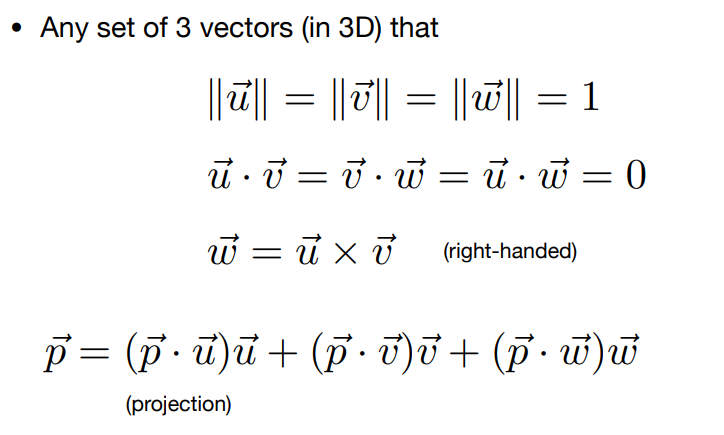 • Any set of 3 vectors (in 3D) that
‖u⃗‖ = ‖v⃗‖ = ‖w⃗‖ = 1
u⃗ · v⃗ = v⃗ · w⃗ = u⃗ · w⃗ = 0
w⃗ = u⃗ × v⃗ (right-handed)
p⃗ = (p⃗ · u⃗)u⃗ + (p⃗ · v⃗)v⃗ + (p⃗ · w⃗)w⃗
(projection)